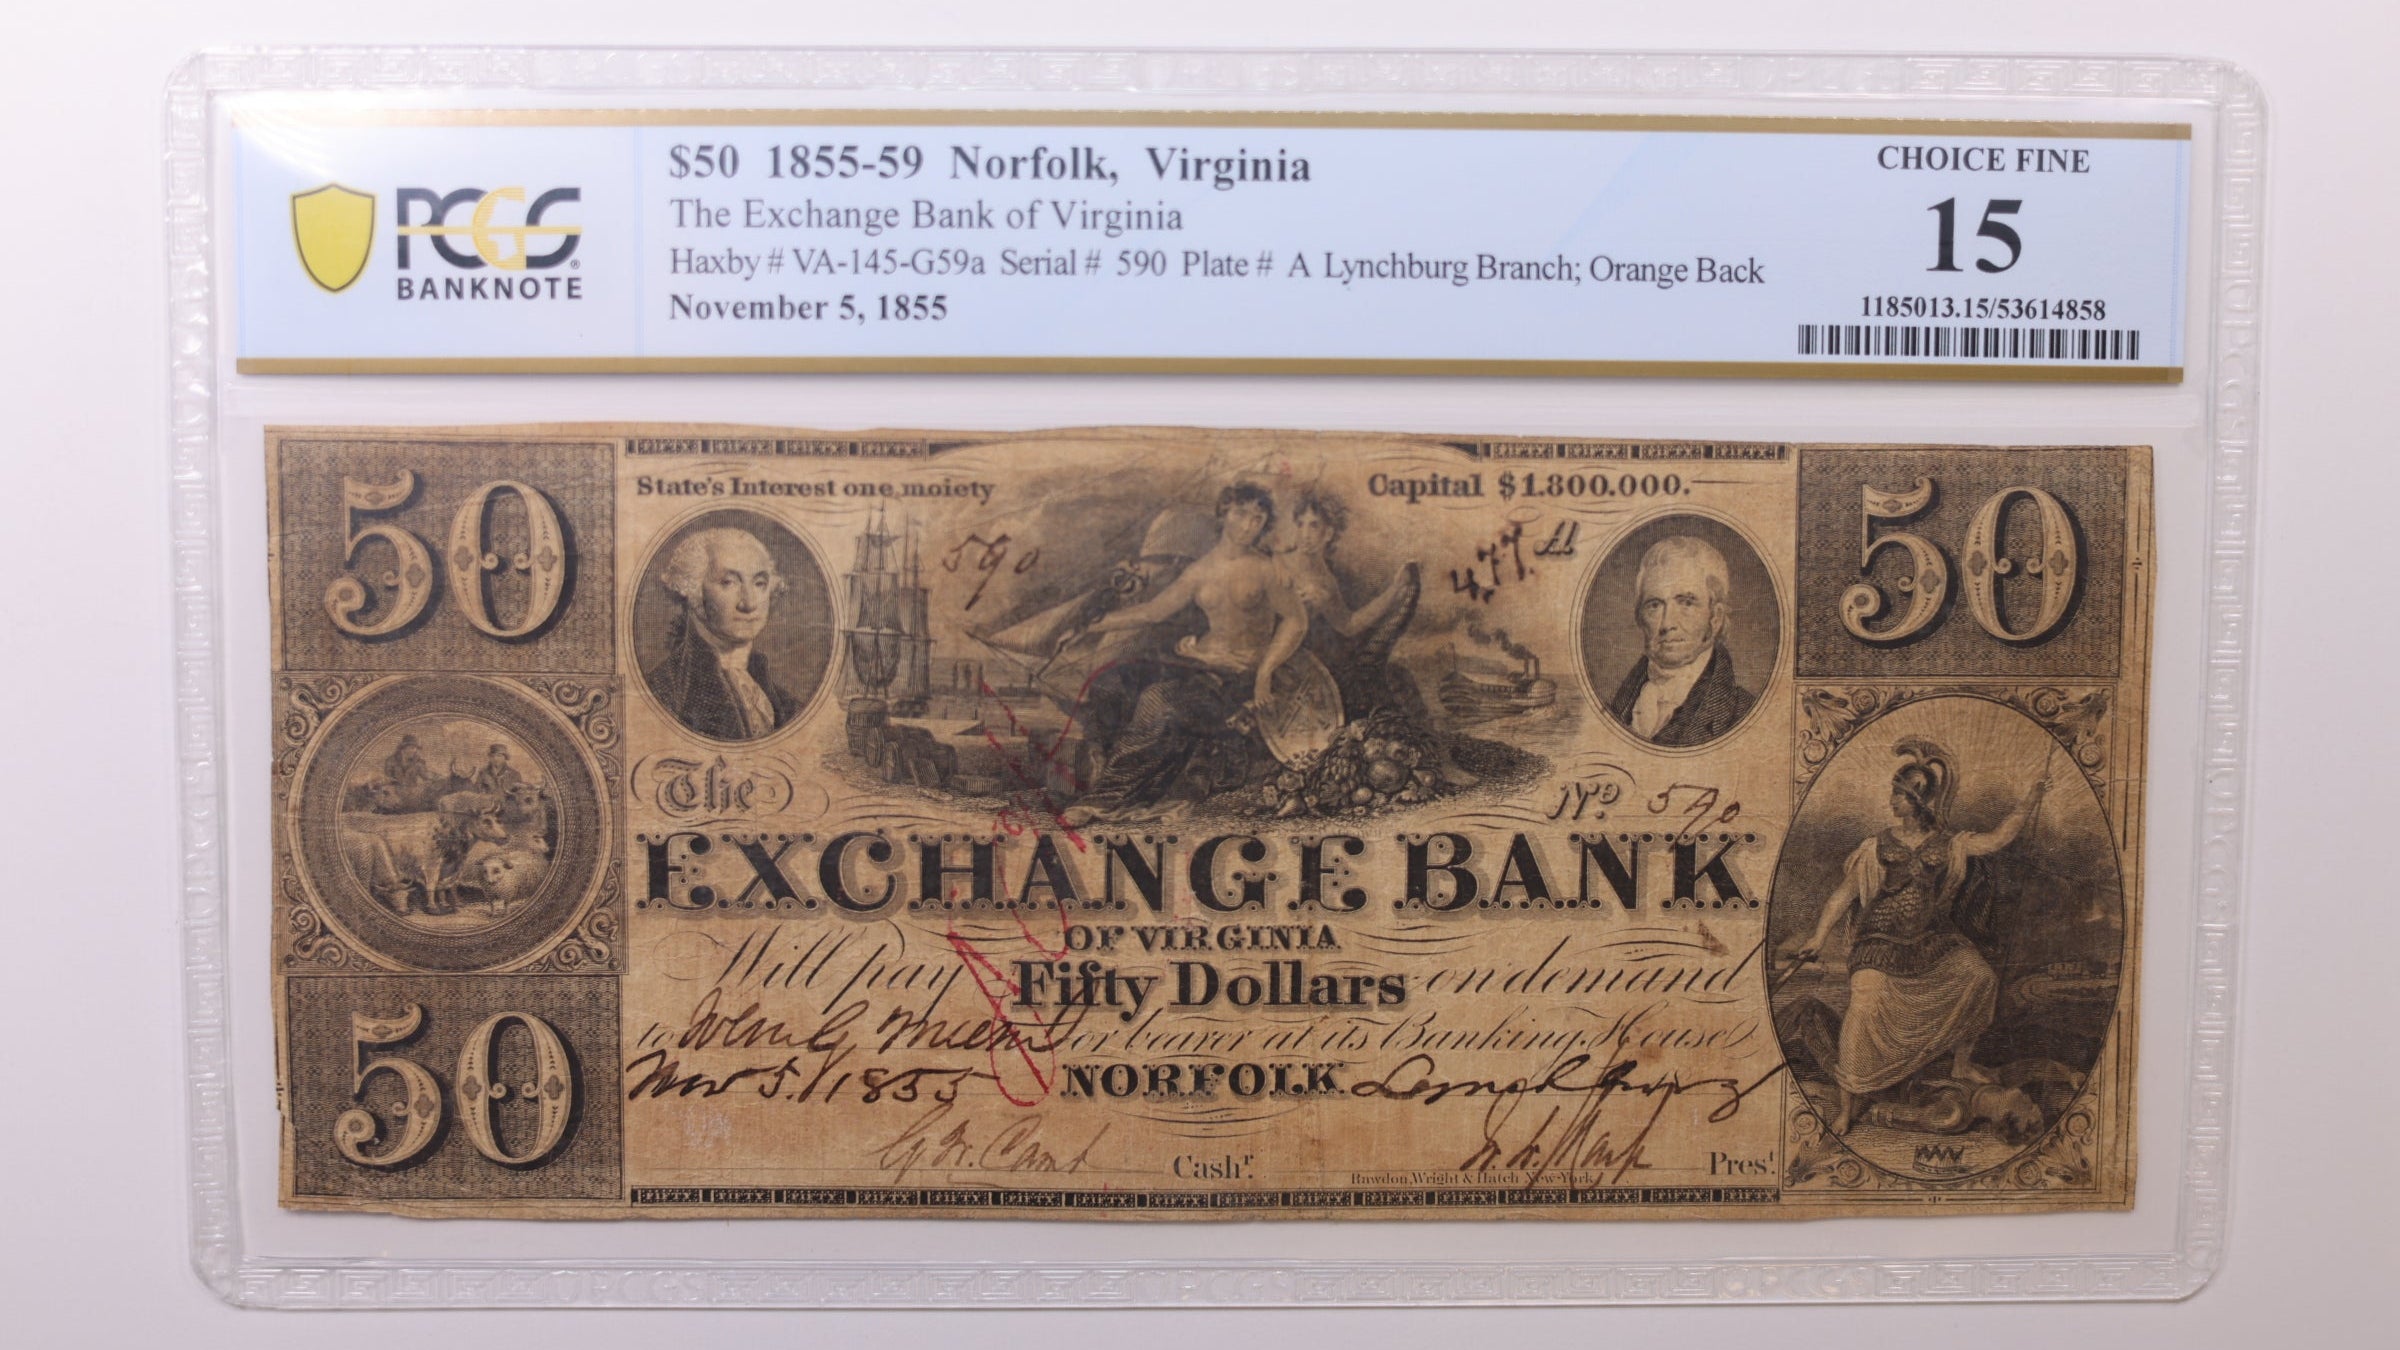 PCGS
BANKNOTE
$50 1855-59 Norfolk, Virginia
The Exchange Bank of Virginia
Haxby # VA-145-G59a Serial # 590 Plate # A Lynchburg Branch; Orange Back
November 5, 1855
CHOICE FINE
15
1185013.15/53614858
50
State's Interest one moiety
Capital $1.800.000.
50
590
477. A
The
No 590
EXCHANGE BANK
OF VIRGINIA
Will pay Fifty Dollars on demand
to or bearer at its Banking House
Nov 5. 1855 NORFOLK
50
Cashr.
Rawdon, Wright & Hatch New-York
Prest.